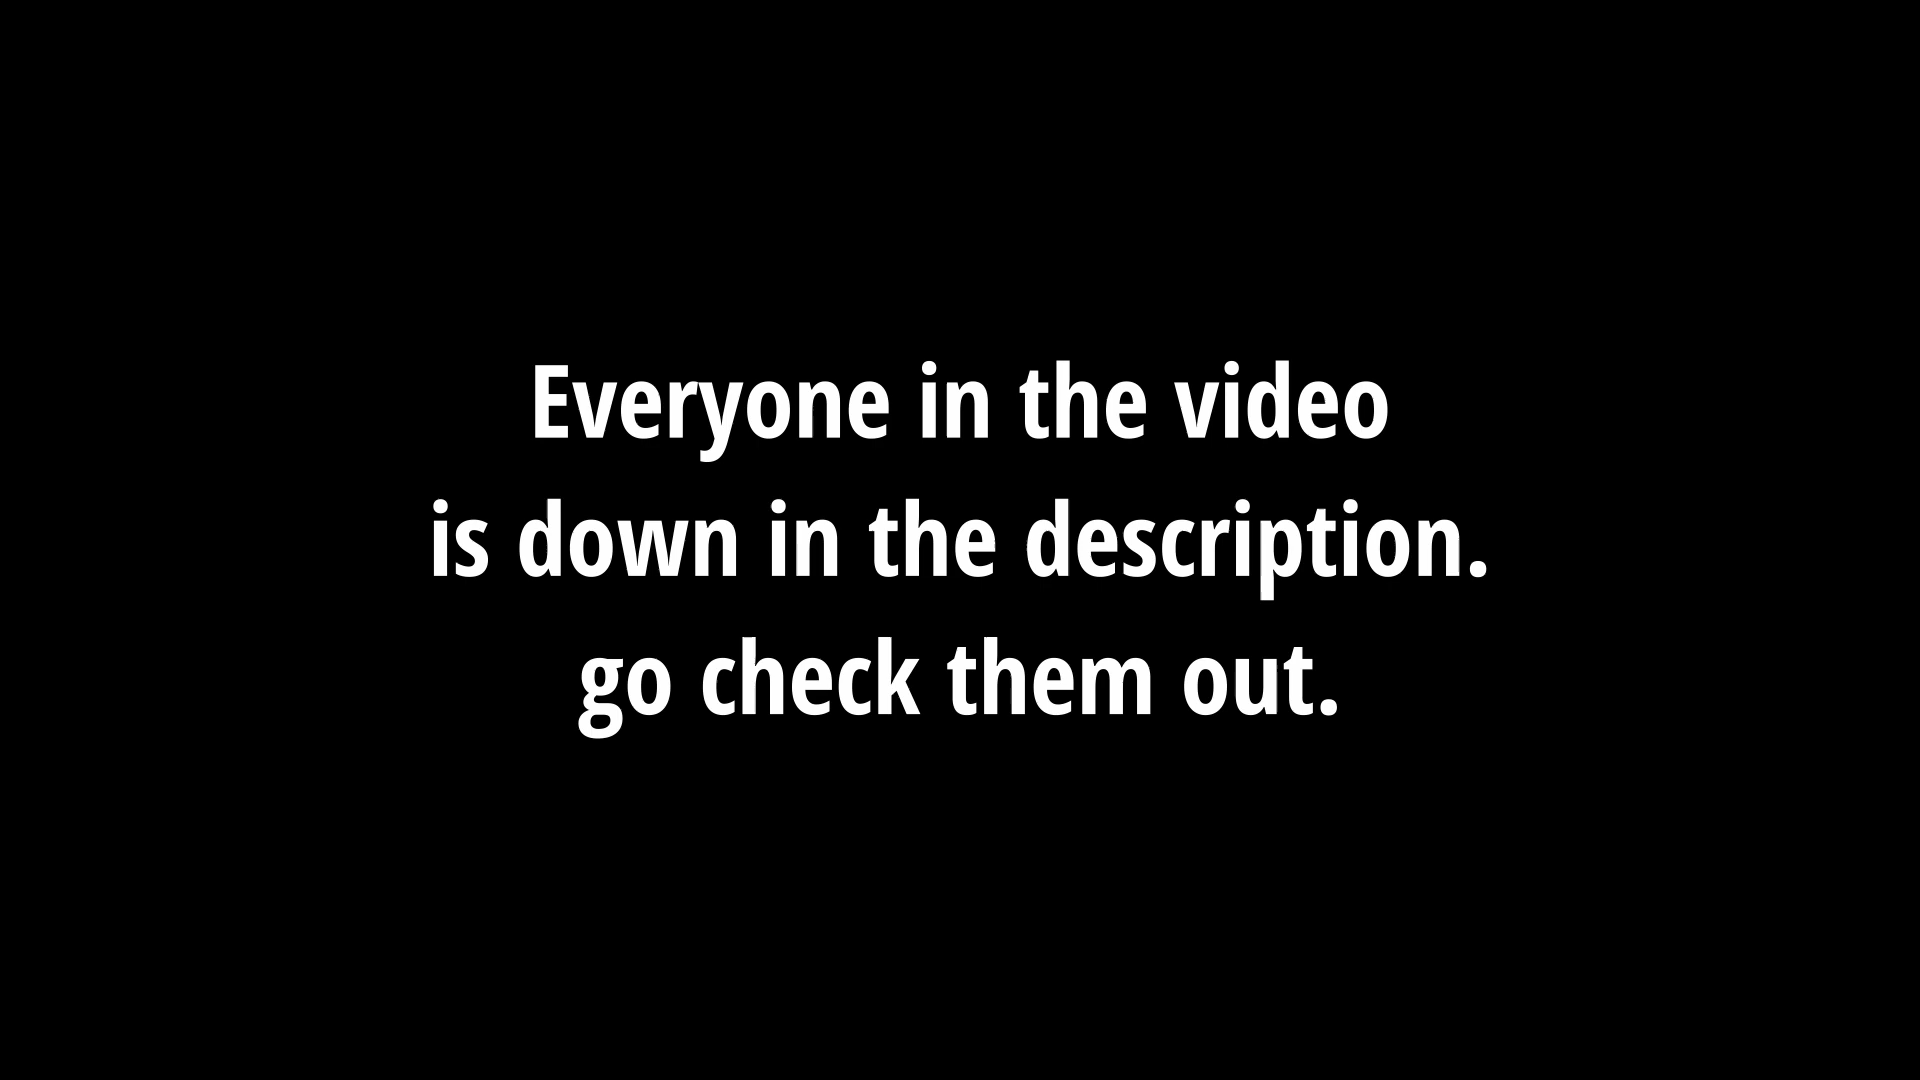 Everyone in the video
is down in the description.
go check them out.